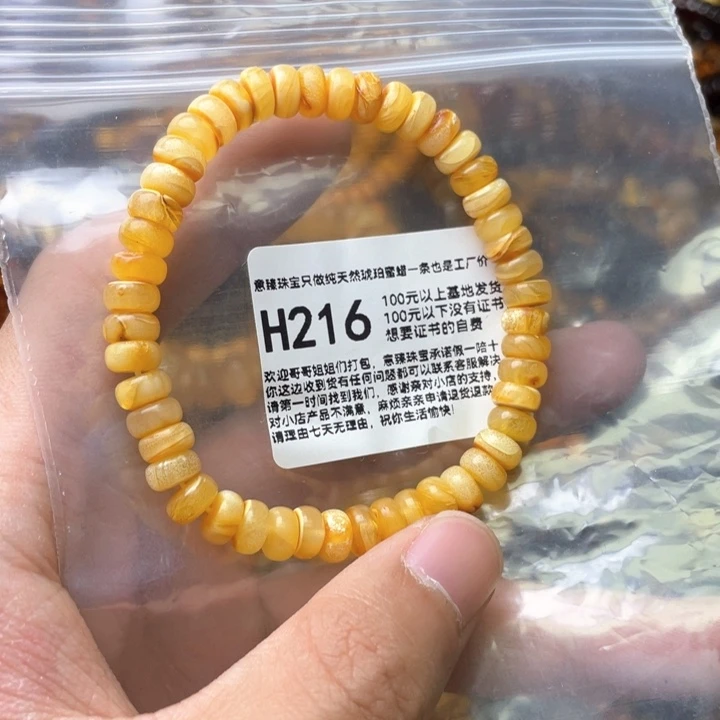 意臻珠宝只做纯天然琥珀蜜蜡一条也是工厂价
H216
100元以上基地发货
100元以下没有证书
想要证书的自费
欢迎哥哥姐姐们打包，意臻珠宝承诺假一赔十
你这边收到货有任何问题都可以联系客服解决
请第一时间找到我们，感谢亲对小店的支持，
对小店产品不满意，麻烦亲亲申请退货退款
请理由七天无理由，祝你生活愉快！